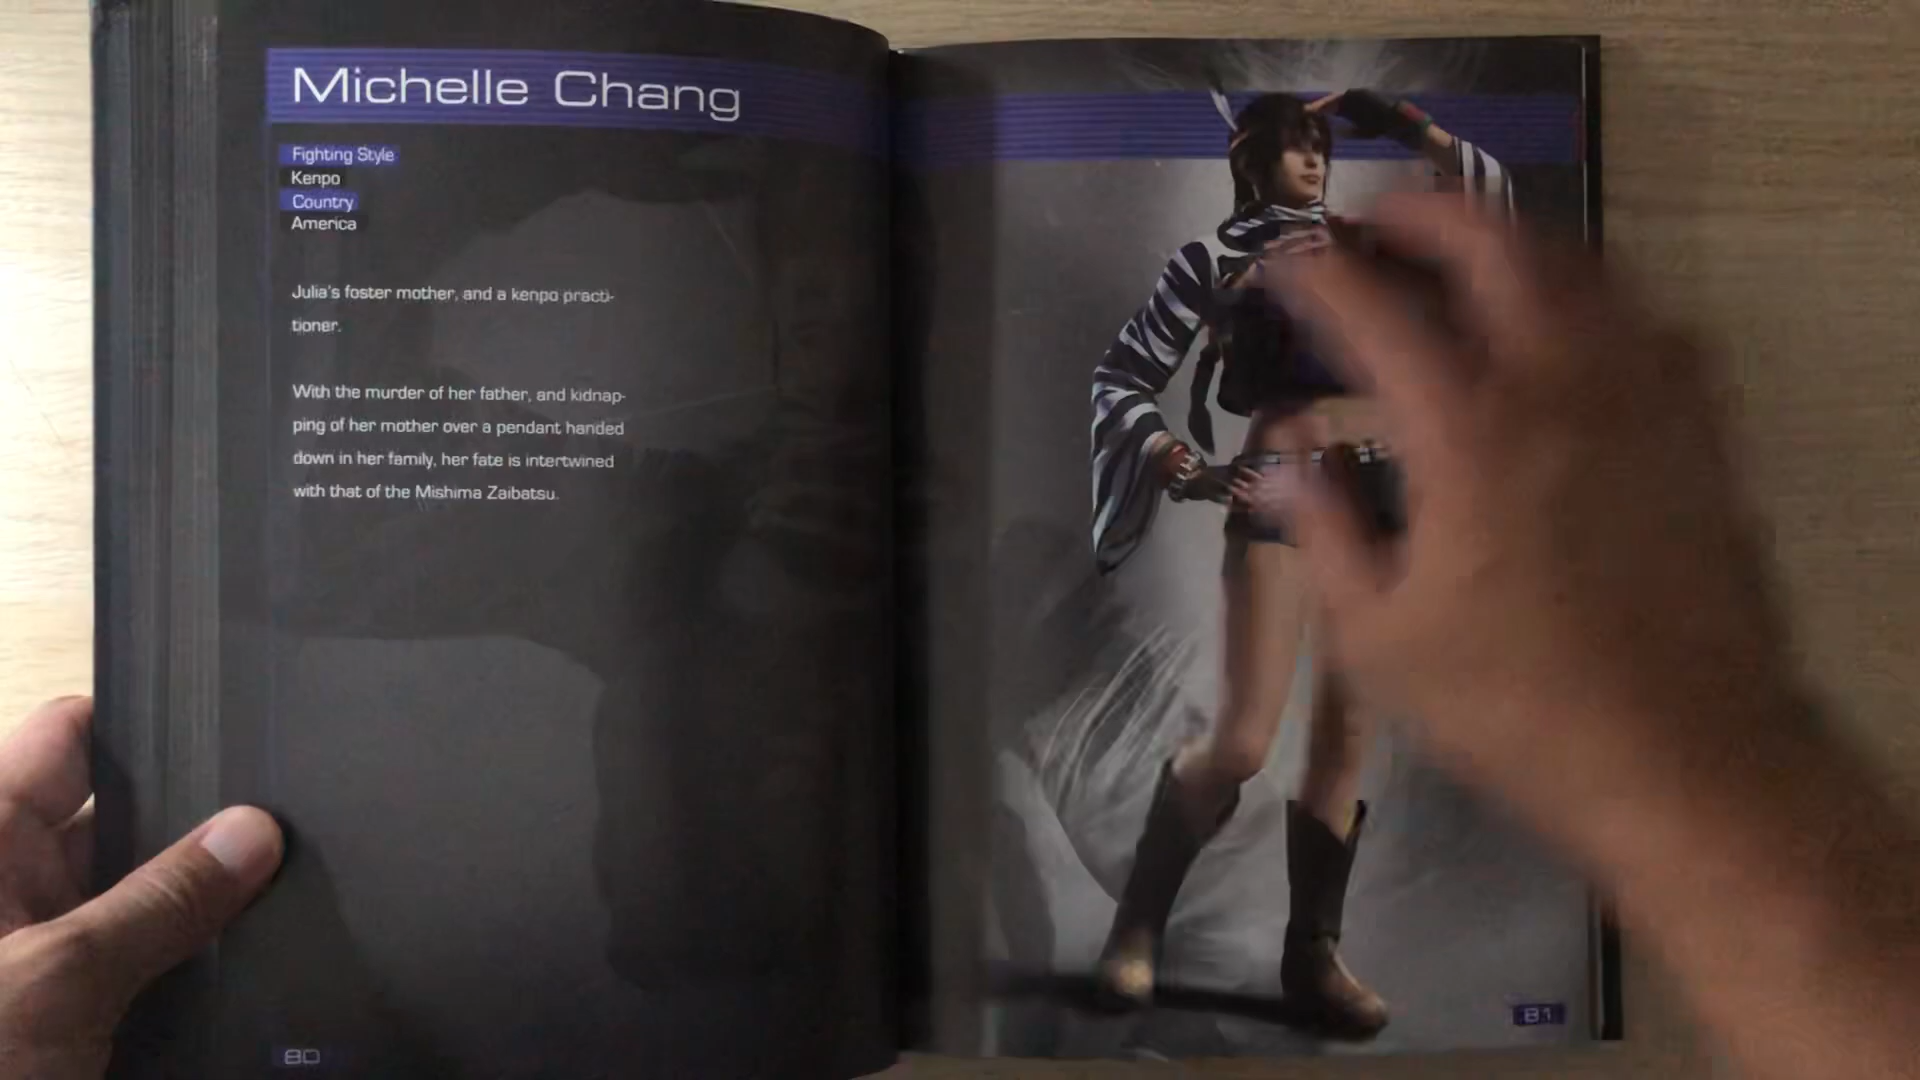 Michelle Chang
Fighting Style
Kenpo
Country
America
Julia's foster mother, and a kenpo practi-
tioner.
With the murder of her father, and kidnap-
ping of her mother over a pendant handed
down in her family, her fate is intertwined
with that of the Mishima Zaibatsu.
80
81